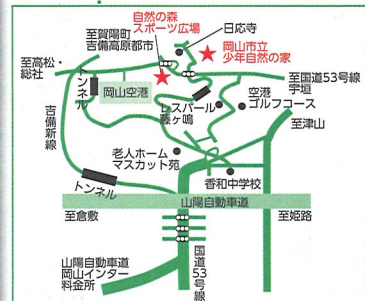 自然の森
スポーツ広場
日応寺
至賀陽町
吉備高原都市
岡山市立
少年自然の家
至高松・
総社
トンネル
岡山空港
至国道53号線
宇垣
空港
ゴルフコース
レスパール
藤ヶ鳴
至津山
吉備新線
老人ホーム
マスカット苑
香和中学校
トンネル
山陽自動車道
至倉敷
至姫路
国道53号線
山陽自動車道
岡山インター
料金所